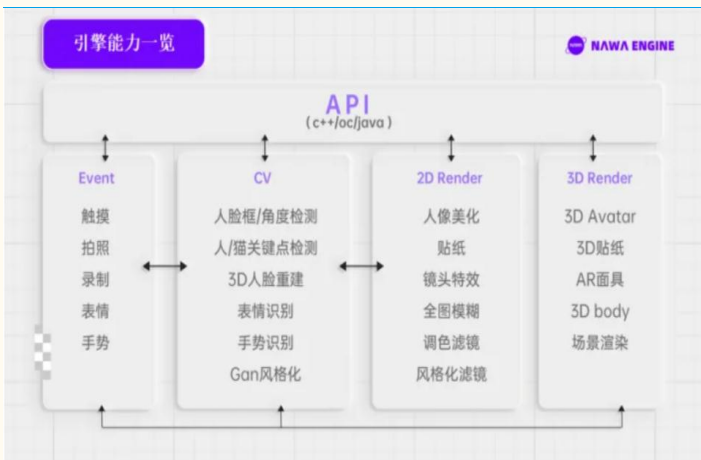 引擎能力一览
NAWA ENGINE
API
(c++/oc/java)
Event
触摸
拍照
录制
表情
手势
CV
人脸框/角度检测
人/猫关键点检测
3D人脸重建
表情识别
手势识别
Gan风格化
2D Render
人像美化
贴纸
镜头特效
全图模糊
调色滤镜
风格化滤镜
3D Render
3D Avatar
3D贴纸
AR面具
3D body
场景渲染